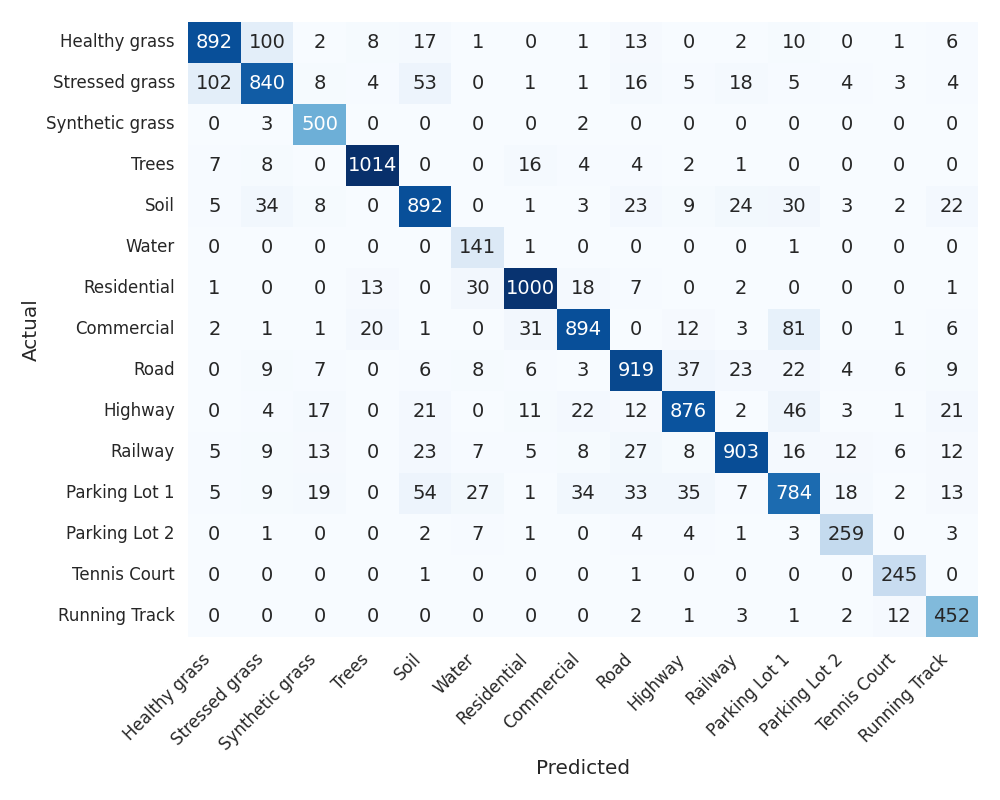 Healthy grass 892 100 2 8 17 1 0 1 13 0 2 10 0 1 6
Stressed grass 102 840 8 4 53 0 1 1 16 5 18 5 4 3 4
Synthetic grass 0 3 500 0 0 0 0 2 0 0 0 0 0 0 0
Trees 7 8 0 1014 0 0 16 4 4 2 1 0 0 0 0
Soil 5 34 8 0 892 0 1 3 23 9 24 30 3 2 22
Water 0 0 0 0 0 141 1 0 0 0 0 1 0 0 0
Residential 1 0 0 13 0 30 1000 18 7 0 2 0 0 0 1
Commercial 2 1 1 20 1 0 31 894 0 12 3 81 0 1 6
Road 0 9 7 0 6 8 6 3 919 37 23 22 4 6 9
Highway 0 4 17 0 21 0 11 22 12 876 2 46 3 1 21
Railway 5 9 13 0 23 7 5 8 27 8 903 16 12 6 12
Parking Lot 1 5 9 19 0 54 27 1 34 33 35 7 784 18 2 13
Parking Lot 2 0 1 0 0 2 7 1 0 4 4 1 3 259 0 3
Tennis Court 0 0 0 0 1 0 0 0 1 0 0 0 0 245 0
Running Track 0 0 0 0 0 0 0 0 2 1 3 1 2 12 452
Actual
Healthy grass
Stressed grass
Synthetic grass
Trees
Soil
Water
Residential
Commercial
Road
Highway
Railway
Parking Lot 1
Parking Lot 2
Tennis Court
Running Track
Predicted